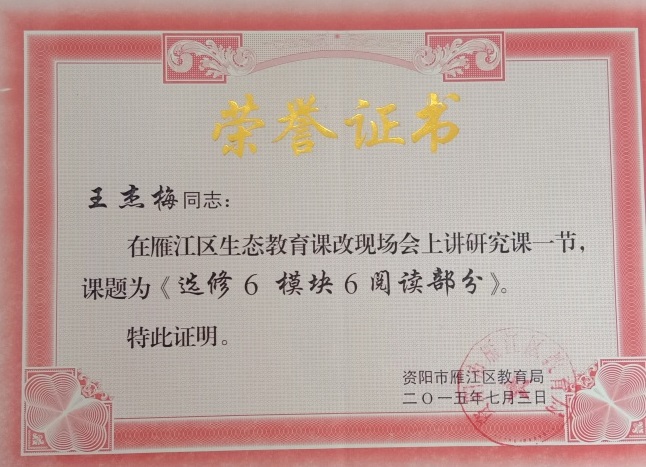 荣誉证书
王杰梅同志：
在雁江区生态教育课改现场会上讲研究课一节，
课题为《选修6 模块6阅读部分》。
特此证明。
资阳市雁江区教育局
二〇一五年七月三日